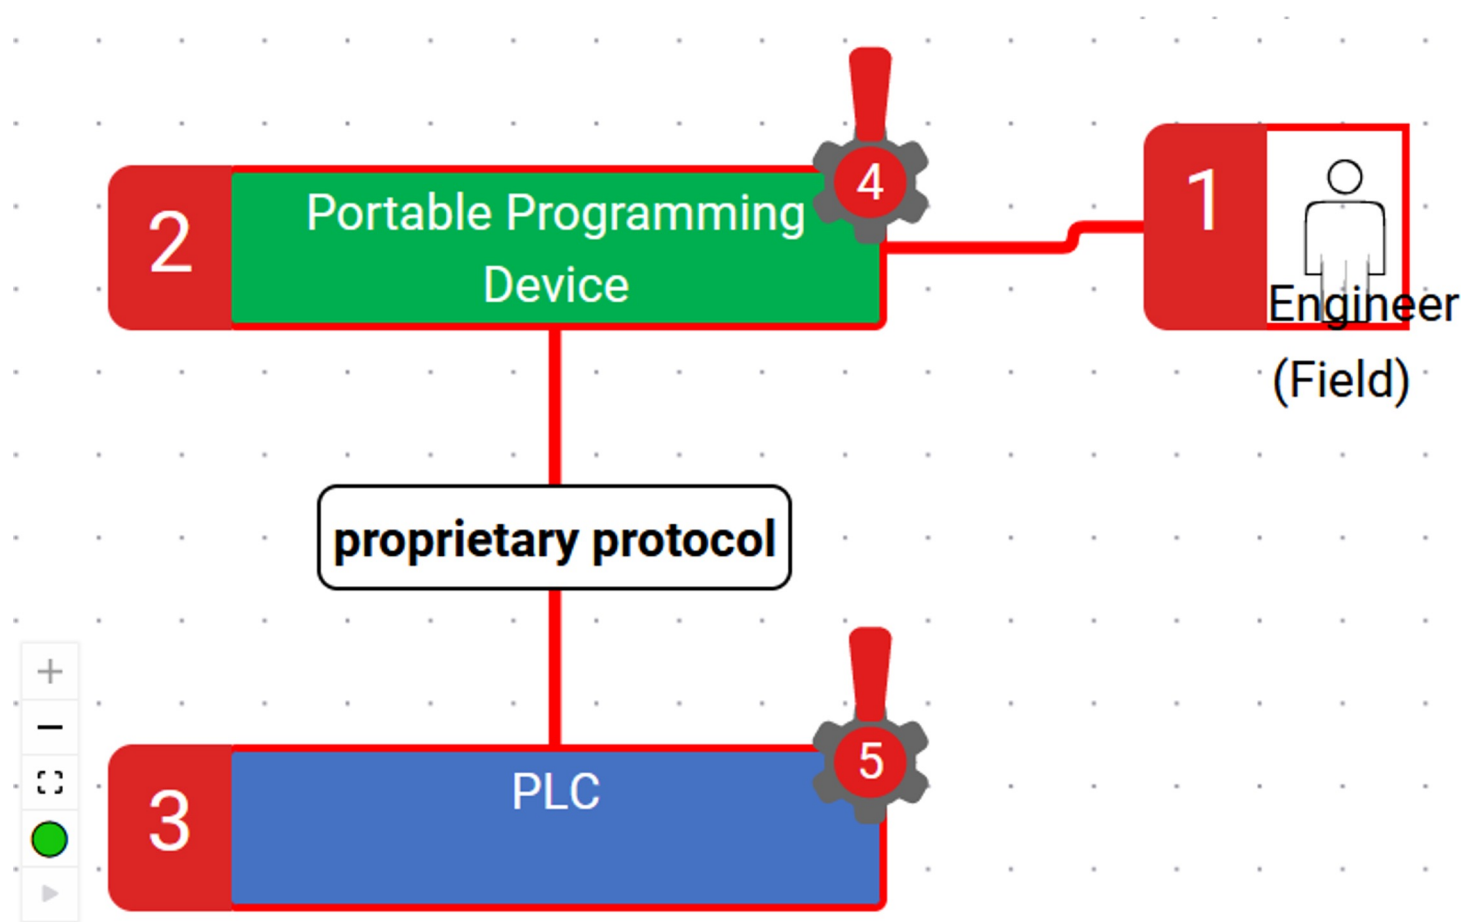 4
2
Portable Programming
Device
1
Engineer
(Field)
proprietary protocol
5
3
PLC